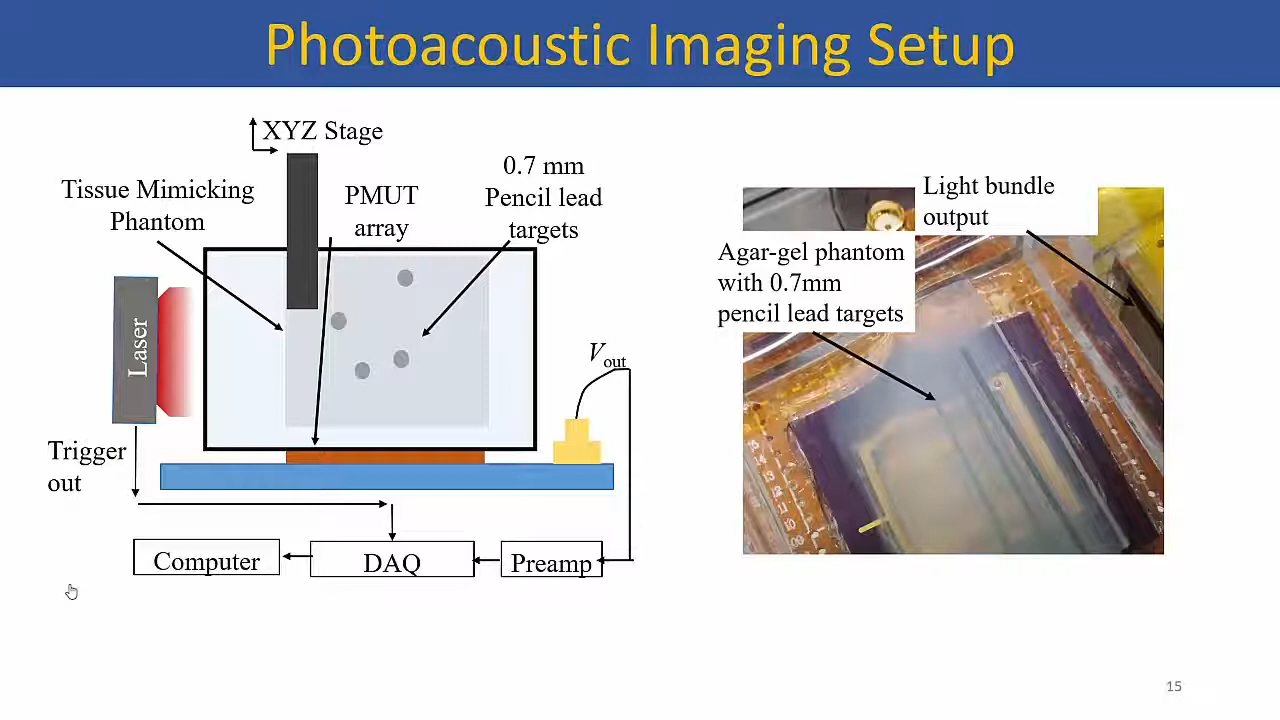 Photoacoustic Imaging Setup
XYZ Stage
Tissue Mimicking
Phantom
PMUT
array
0.7 mm
Pencil lead
targets
Laser
V out
Trigger
out
Computer
DAQ
Preamp
Light bundle
output
Agar-gel phantom
with 0.7mm
pencil lead targets
15